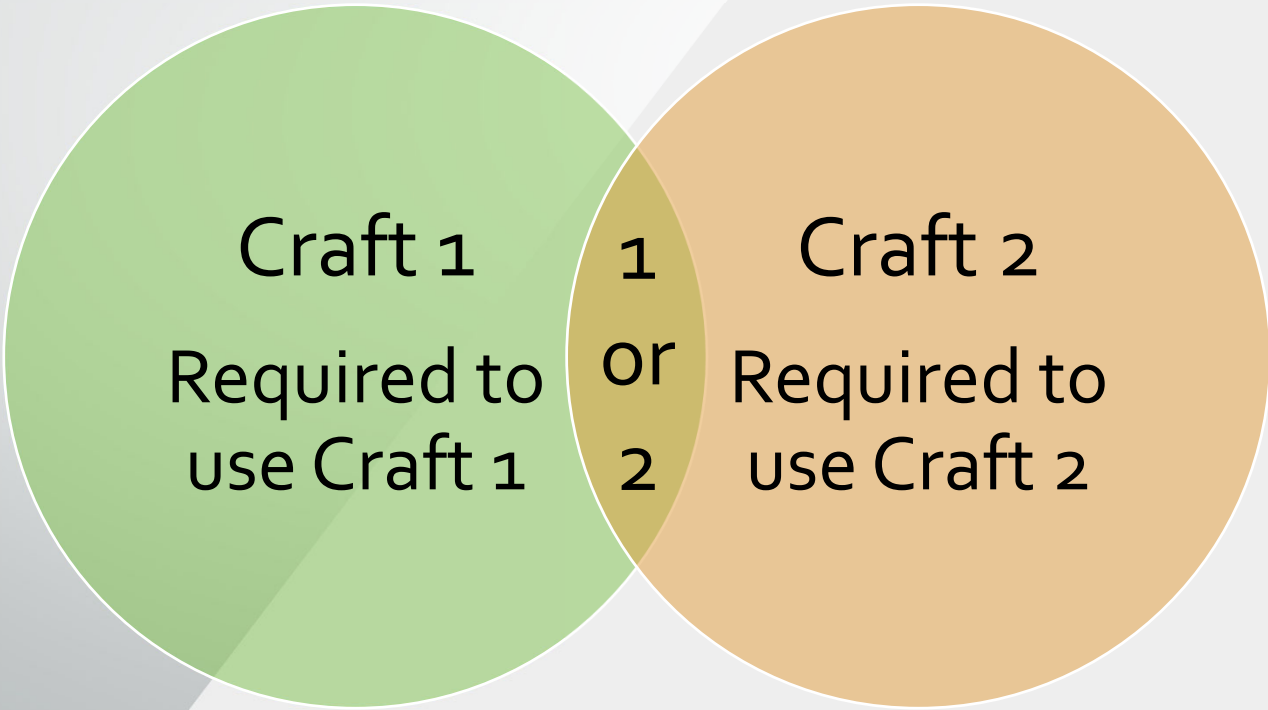 Craft 1
Required to
use Craft 1
1
or
2
Craft 2
Required to
use Craft 2